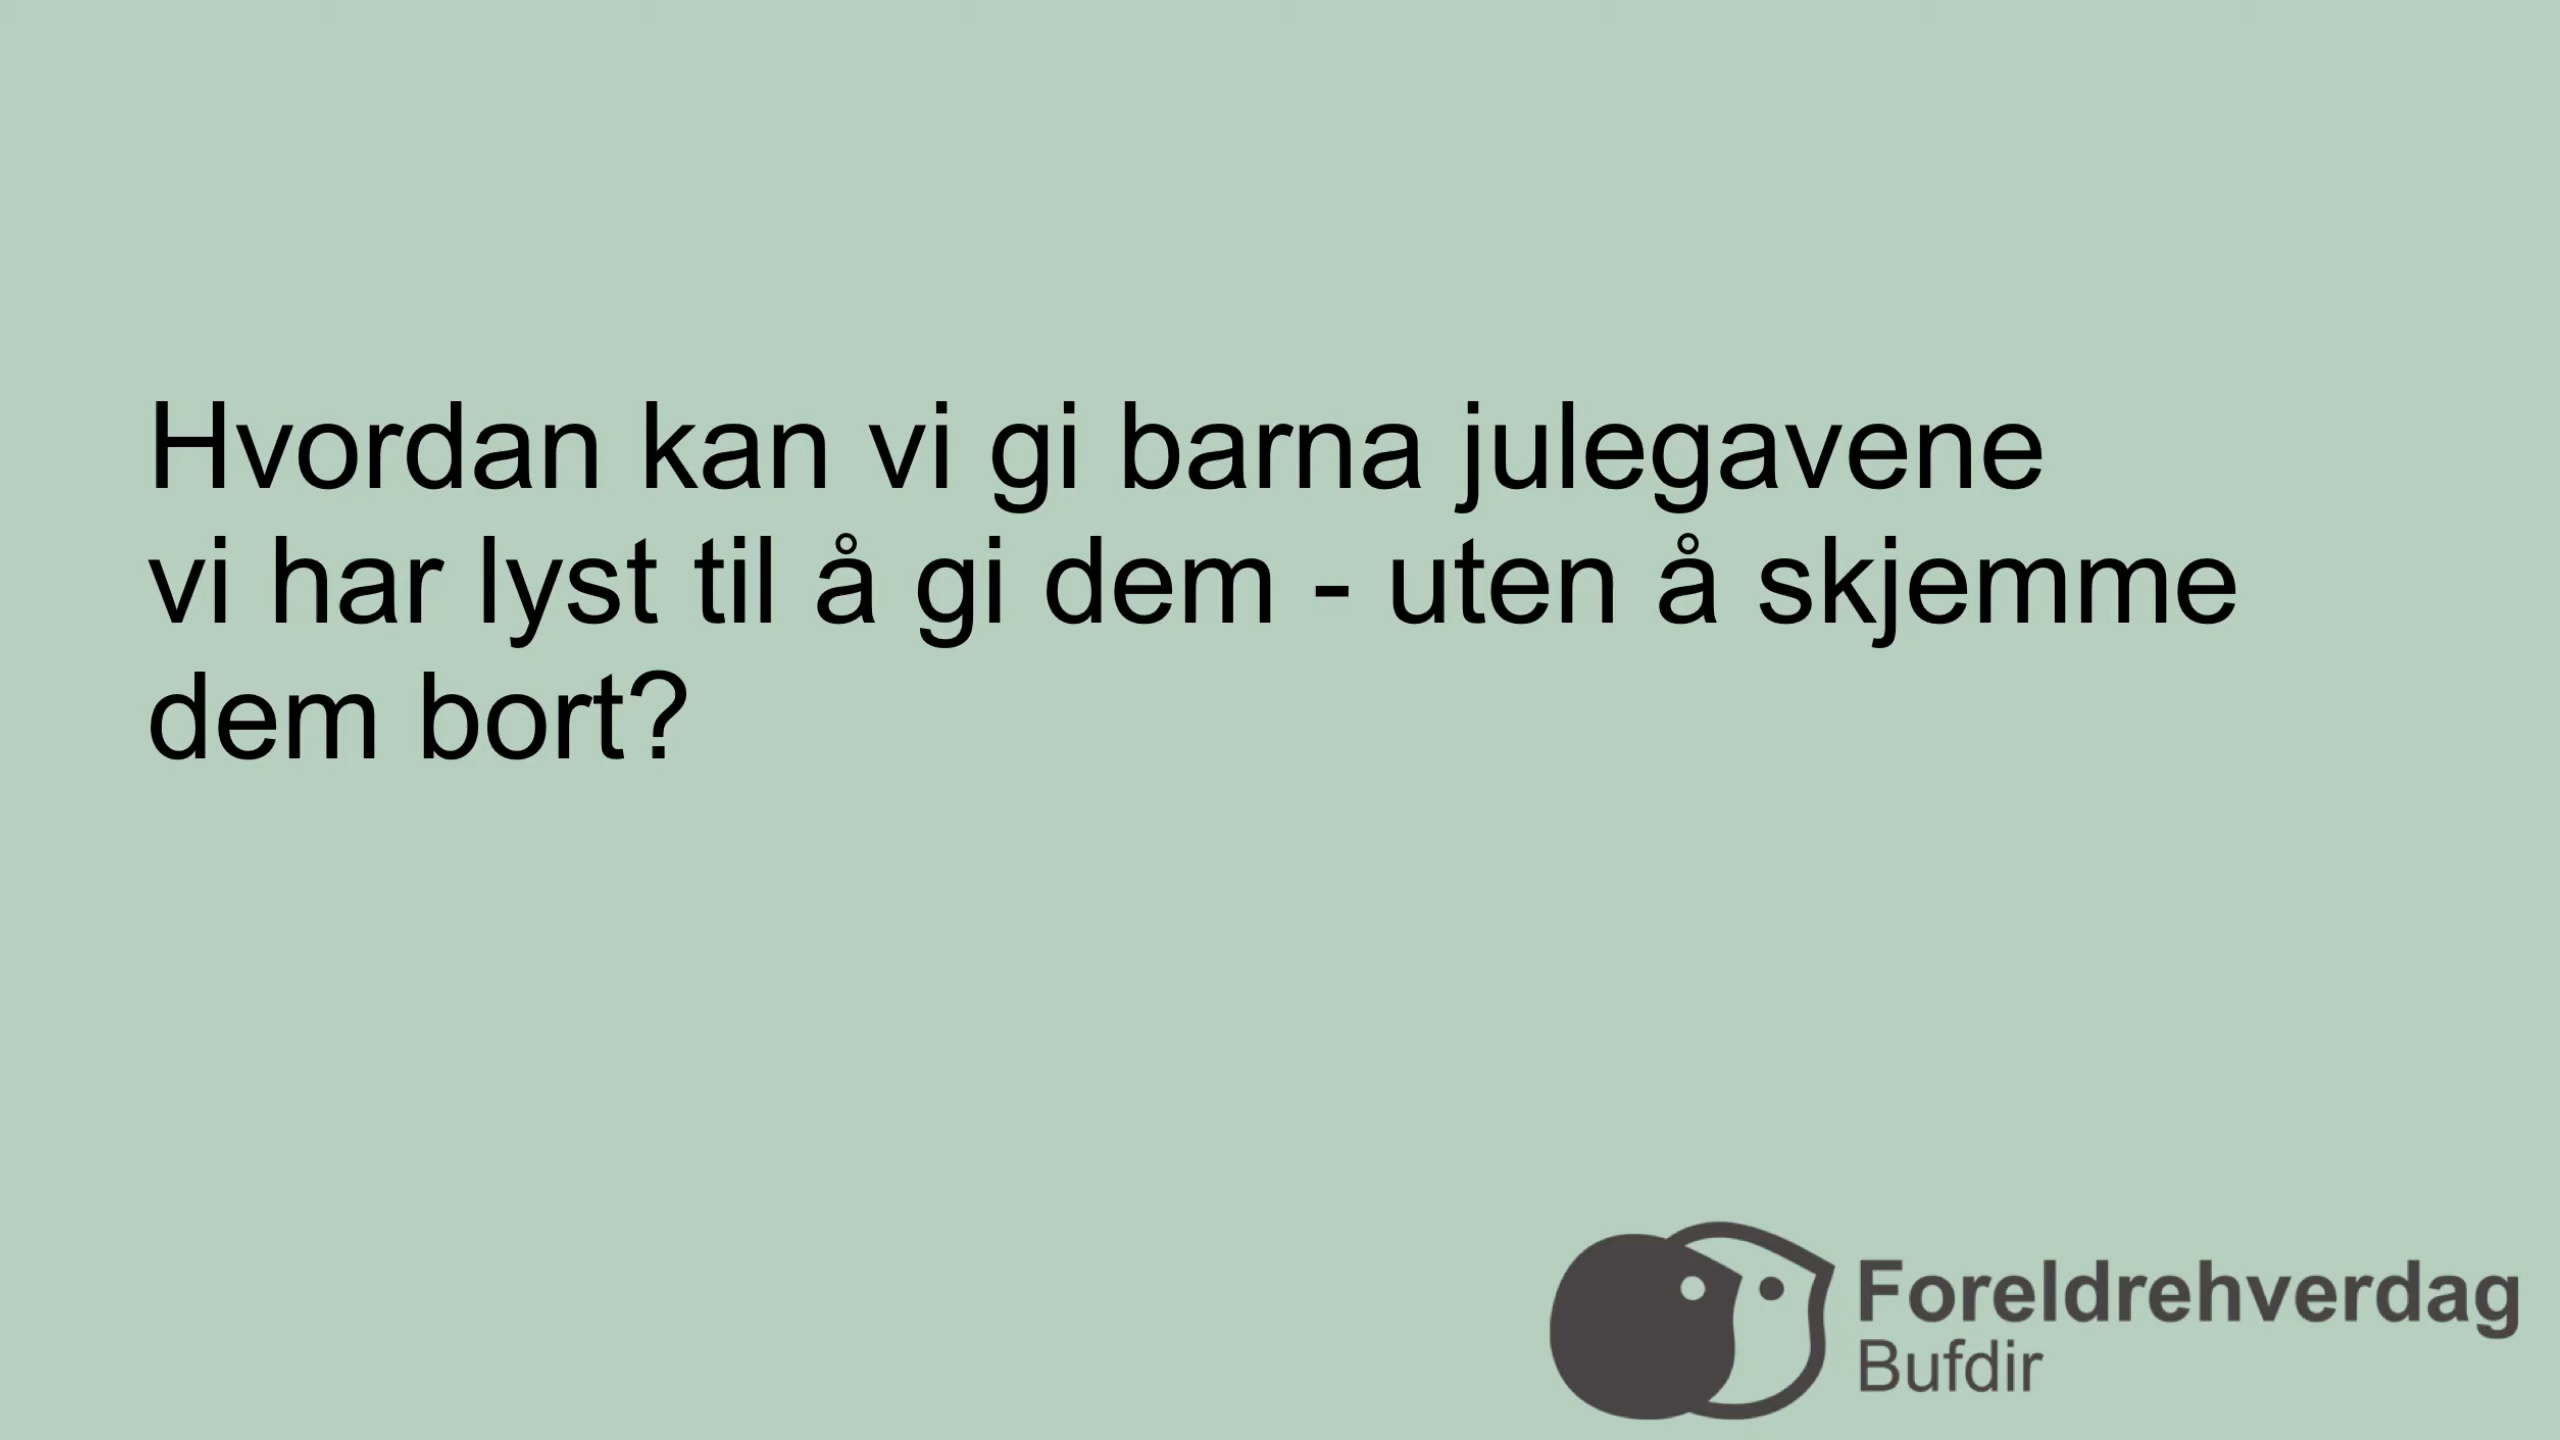 Hvordan kan vi gi barna julegavene
vi har lyst til å gi dem - uten å skjemme
dem bort?
Foreldrehverdag
Bufdir